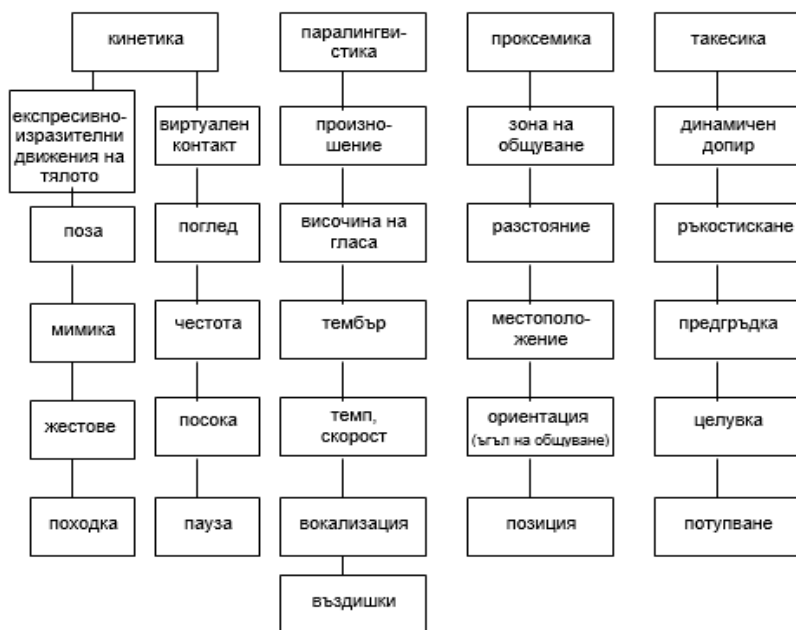 кинетика
експресивно-
изразителни
движения на
тялото
поза
мимика
жестове
походка
виртуален
контакт
поглед
честота
посока
пауза
паралингви-
стика
произно-
шение
височина на
гласа
тембър
темп,
скорост
вокализация
въздишки
проксемика
зона на
общуване
разстояние
местополо-
жение
ориентация
(ъгъл на общуване)
позиция
такесика
динамичен
допир
ръкостискане
предгръдка
целувка
потупване